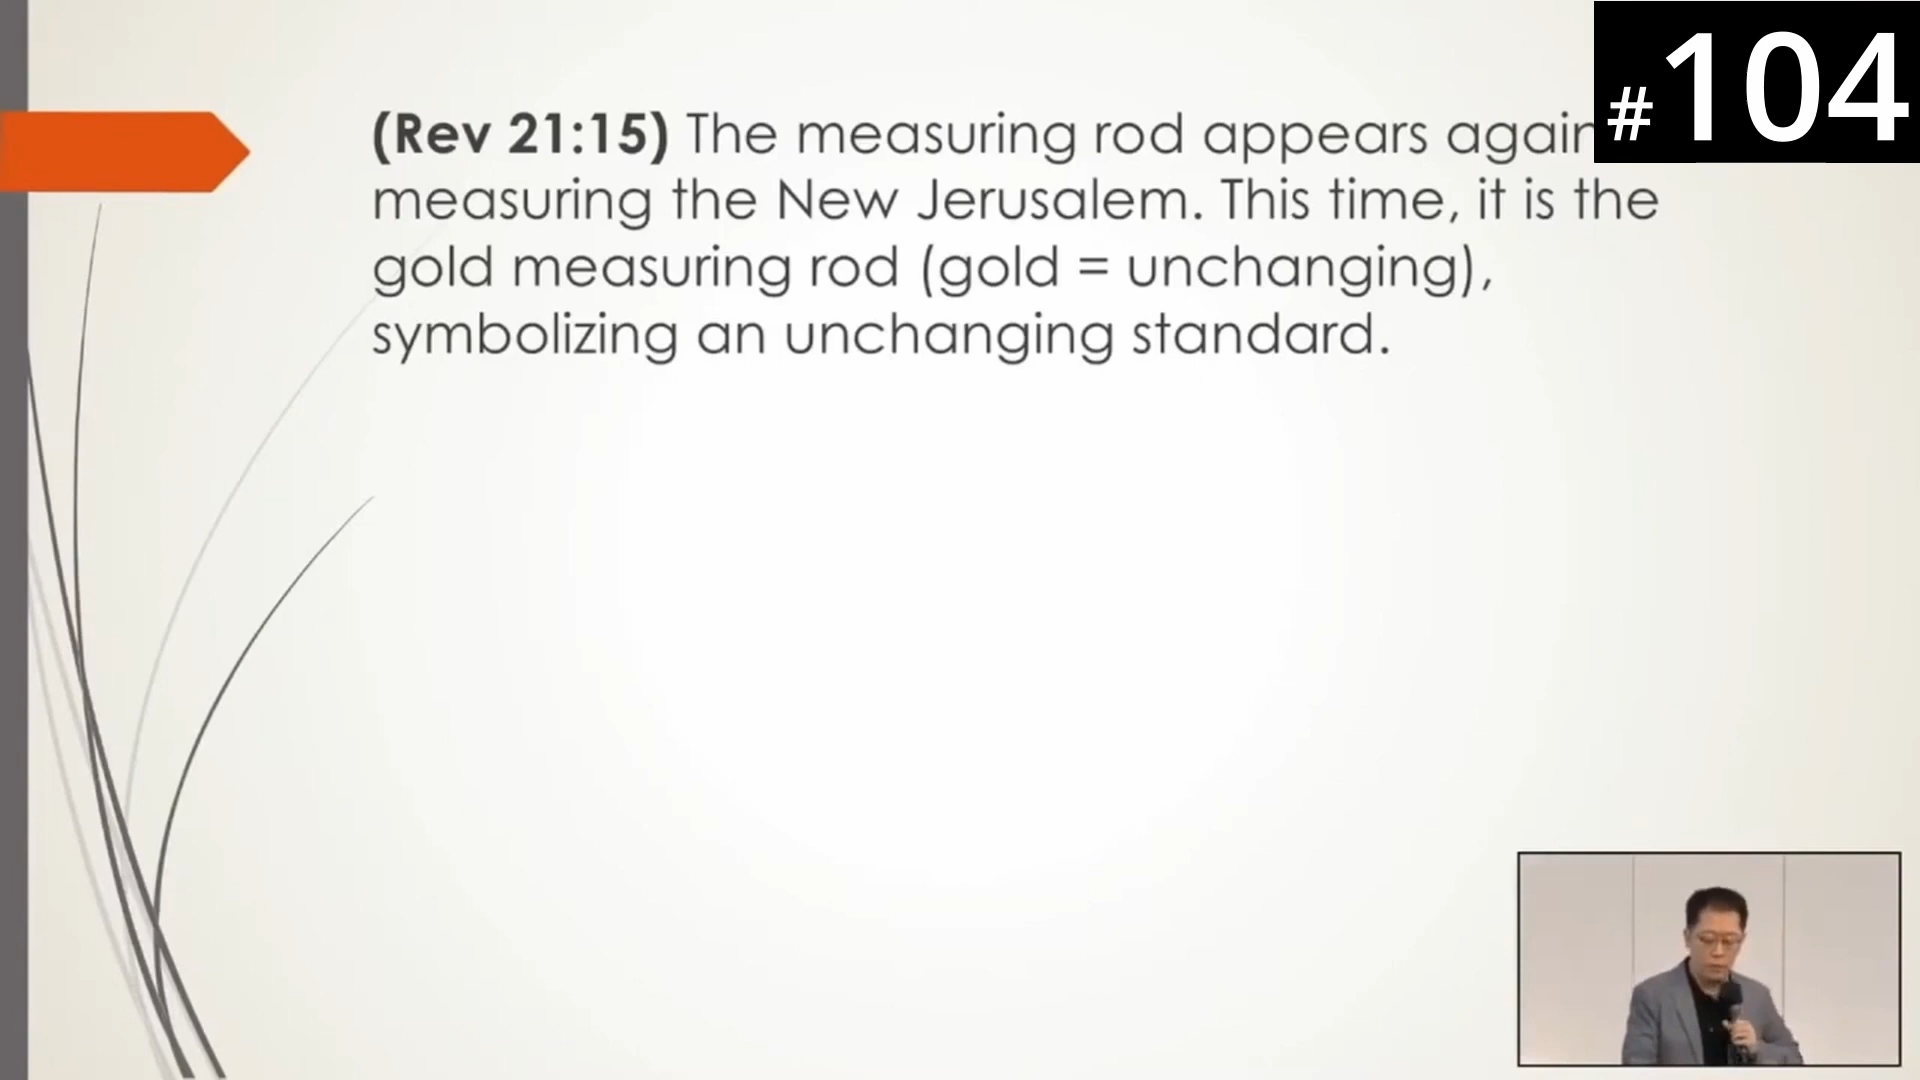 #104
(Rev 21:15) The measuring rod appears again
measuring the New Jerusalem. This time, it is the
gold measuring rod (gold = unchanging),
symbolizing an unchanging standard.